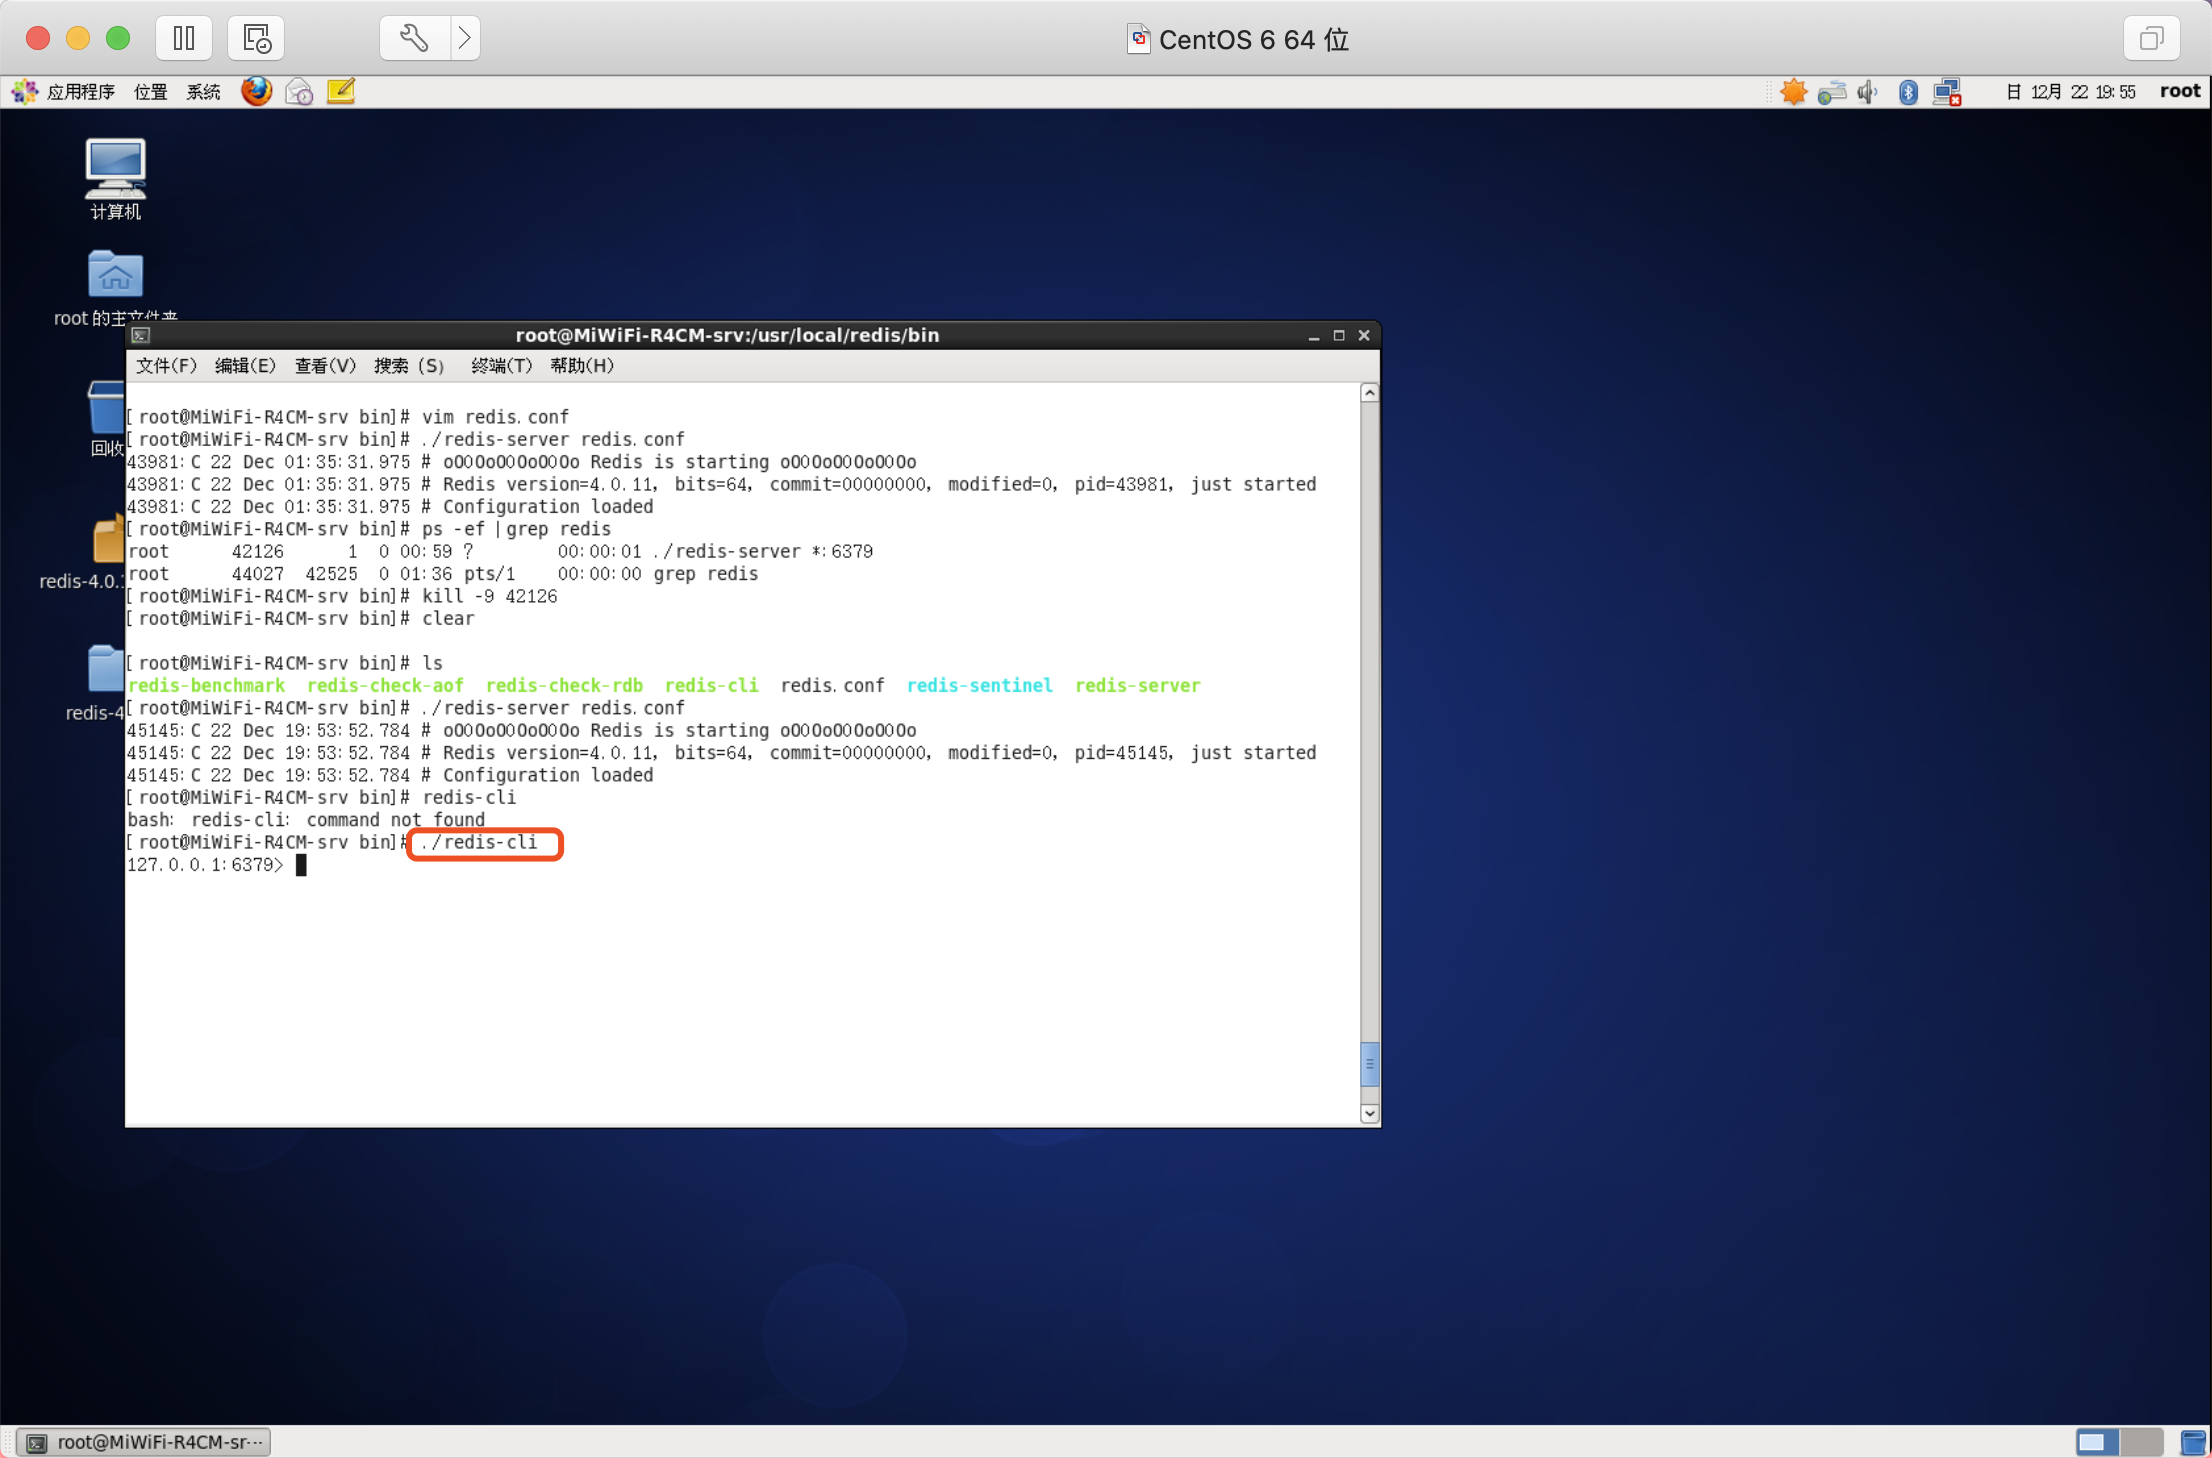 CentOS 6 64 位
应用程序 位置 系统
日 12月 22 19:55 root
计算机
root 的主文件夹
回收
redis-4.0.
redis-4
root@MiWiFi-R4CM-srv:/usr/local/redis/bin
文件(F) 编辑(E) 查看(V) 搜索 (S) 终端(T) 帮助(H)
[root@MiWiFi-R4CM-srv bin]# vim redis.conf
[root@MiWiFi-R4CM-srv bin]# ./redis-server redis.conf
43981:C 22 Dec 01:35:31.975 # oO0OoO0OoO0Oo Redis is starting oO0OoO0OoO0Oo
43981:C 22 Dec 01:35:31.975 # Redis version=4.0.11, bits=64, commit=00000000, modified=0, pid=43981, just started
43981:C 22 Dec 01:35:31.975 # Configuration loaded
[root@MiWiFi-R4CM-srv bin]# ps -ef |grep redis
root 42126 1 0 00:59 ? 00:00:01 ./redis-server *:6379
root 44027 42525 0 01:36 pts/1 00:00:00 grep redis
[root@MiWiFi-R4CM-srv bin]# kill -9 42126
[root@MiWiFi-R4CM-srv bin]# clear
[root@MiWiFi-R4CM-srv bin]# ls
redis-benchmark redis-check-aof redis-check-rdb redis-cli redis.conf redis-sentinel redis-server
[root@MiWiFi-R4CM-srv bin]# ./redis-server redis.conf
45145:C 22 Dec 19:53:52.784 # oO0OoO0OoO0Oo Redis is starting oO0OoO0OoO0Oo
45145:C 22 Dec 19:53:52.784 # Redis version=4.0.11, bits=64, commit=00000000, modified=0, pid=45145, just started
45145:C 22 Dec 19:53:52.784 # Configuration loaded
[root@MiWiFi-R4CM-srv bin]# redis-cli
bash: redis-cli: command not found
[root@MiWiFi-R4CM-srv bin]# ./redis-cli
127.0.0.1:6379>
root@MiWiFi-R4CM-sr···